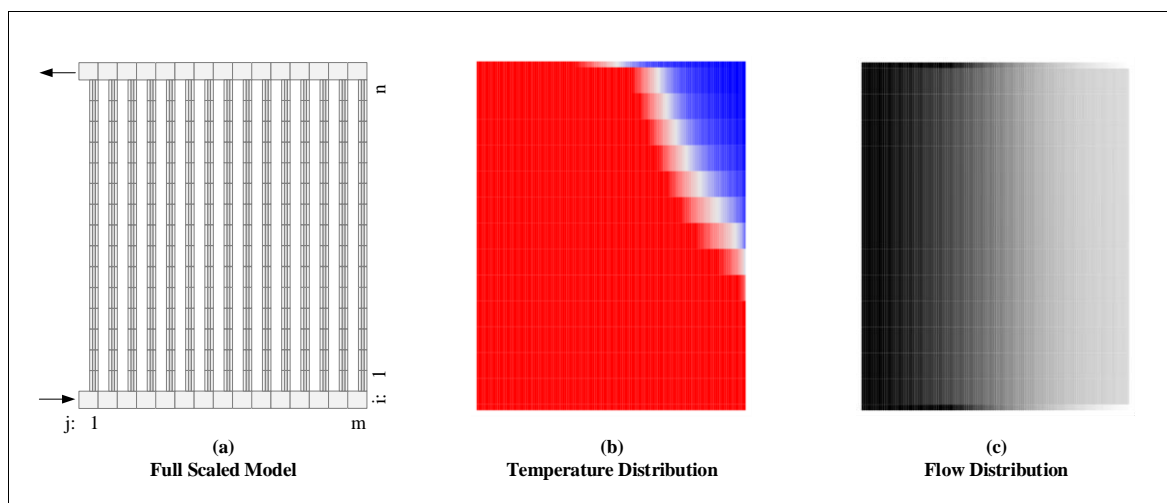 n
i: 1
j: 1 m
(a) (b) (c)
Full Scaled Model Temperature Distribution Flow Distribution